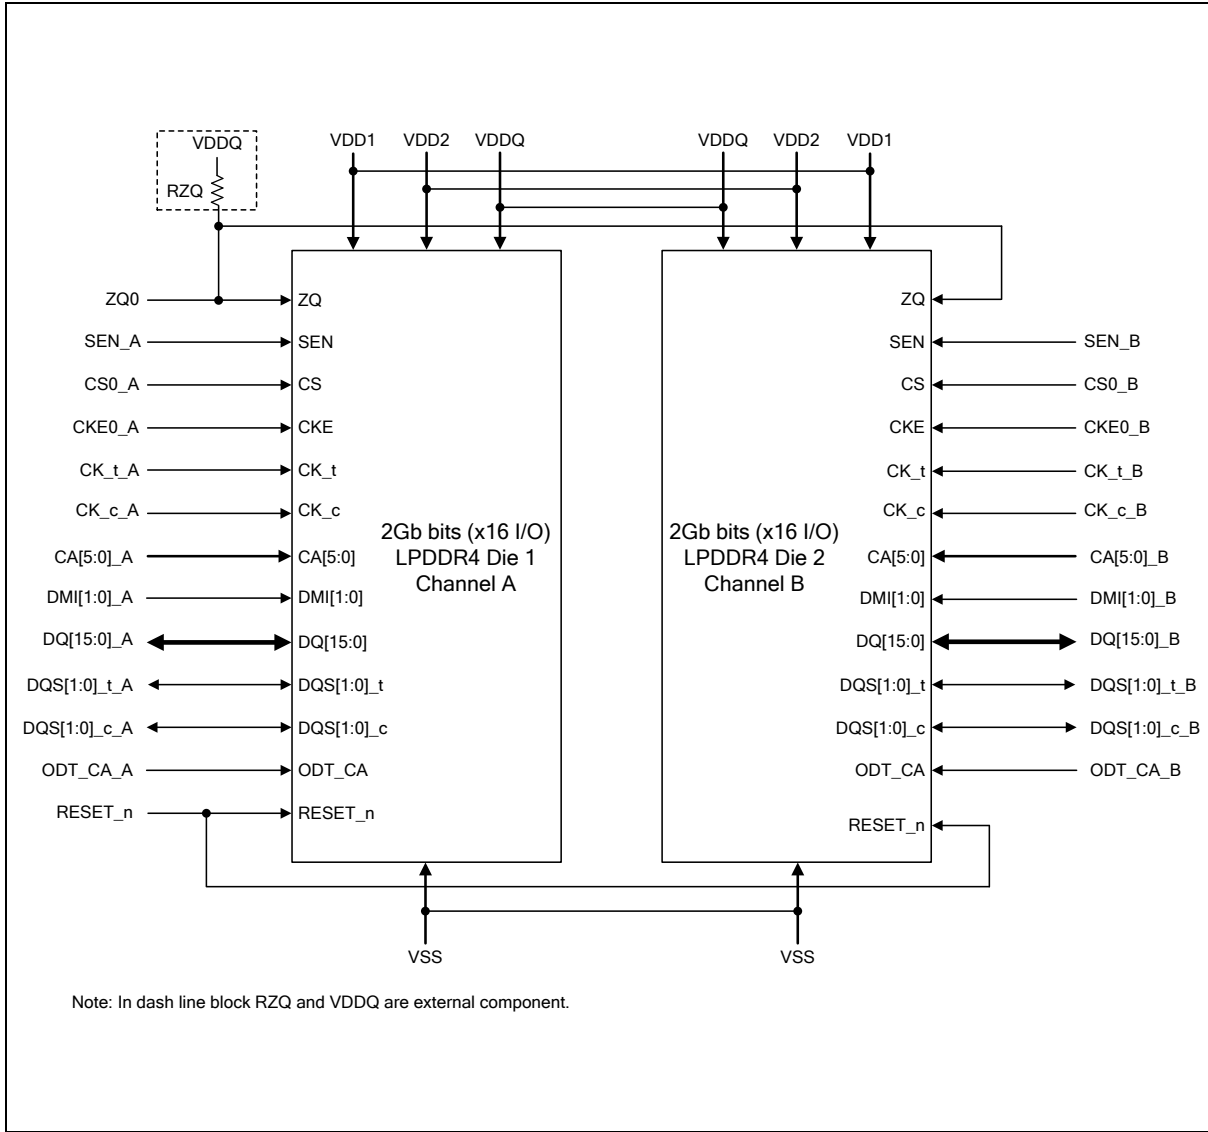 VDDQ
RZQ
VDD1 VDD2 VDDQ
VDDQ VDD2 VDD1
ZQ0 ZQ
SEN_A SEN
CS0_A CS
CKE0_A CKE
CK_t_A CK_t
CK_c_A CK_c
CA[5:0]_A CA[5:0]
DMI[1:0]_A DMI[1:0]
DQ[15:0]_A DQ[15:0]
DQS[1:0]_t_A DQS[1:0]_t
DQS[1:0]_c_A DQS[1:0]_c
ODT_CA_A ODT_CA
RESET_n RESET_n
2Gb bits (x16 I/O)
LPDDR4 Die 1
Channel A
2Gb bits (x16 I/O)
LPDDR4 Die 2
Channel B
ZQ
SEN SEN_B
CS CS0_B
CKE CKE0_B
CK_t CK_t_B
CK_c CK_c_B
CA[5:0] CA[5:0]_B
DMI[1:0] DMI[1:0]_B
DQ[15:0] DQ[15:0]_B
DQS[1:0]_t DQS[1:0]_t_B
DQS[1:0]_c DQS[1:0]_c_B
ODT_CA ODT_CA_B
RESET_n
VSS VSS
Note: In dash line block RZQ and VDDQ are external component.